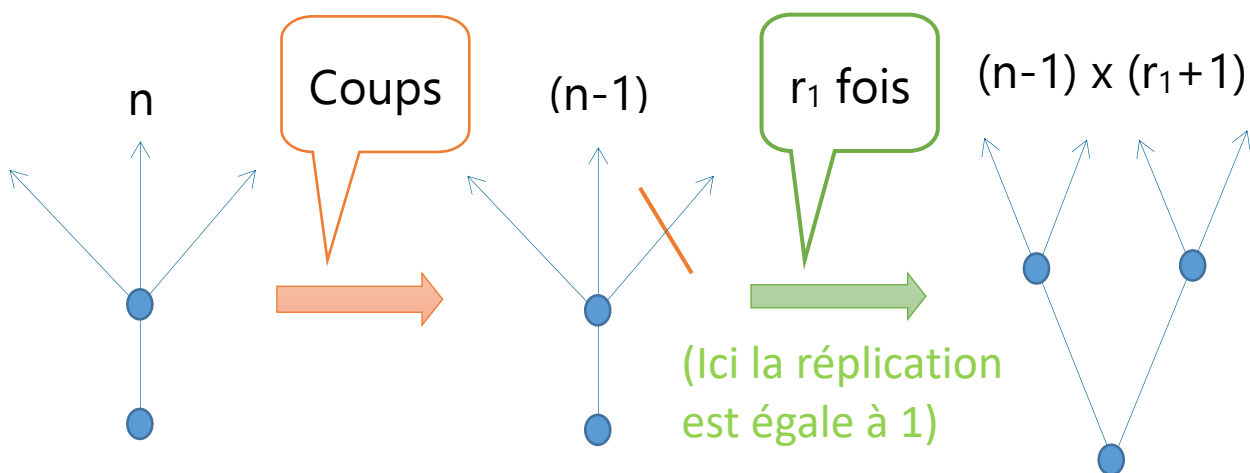 n
Coups
(n-1)
r₁ fois
(n-1) x (r₁+1)
(Ici la réplication
est égale à 1)